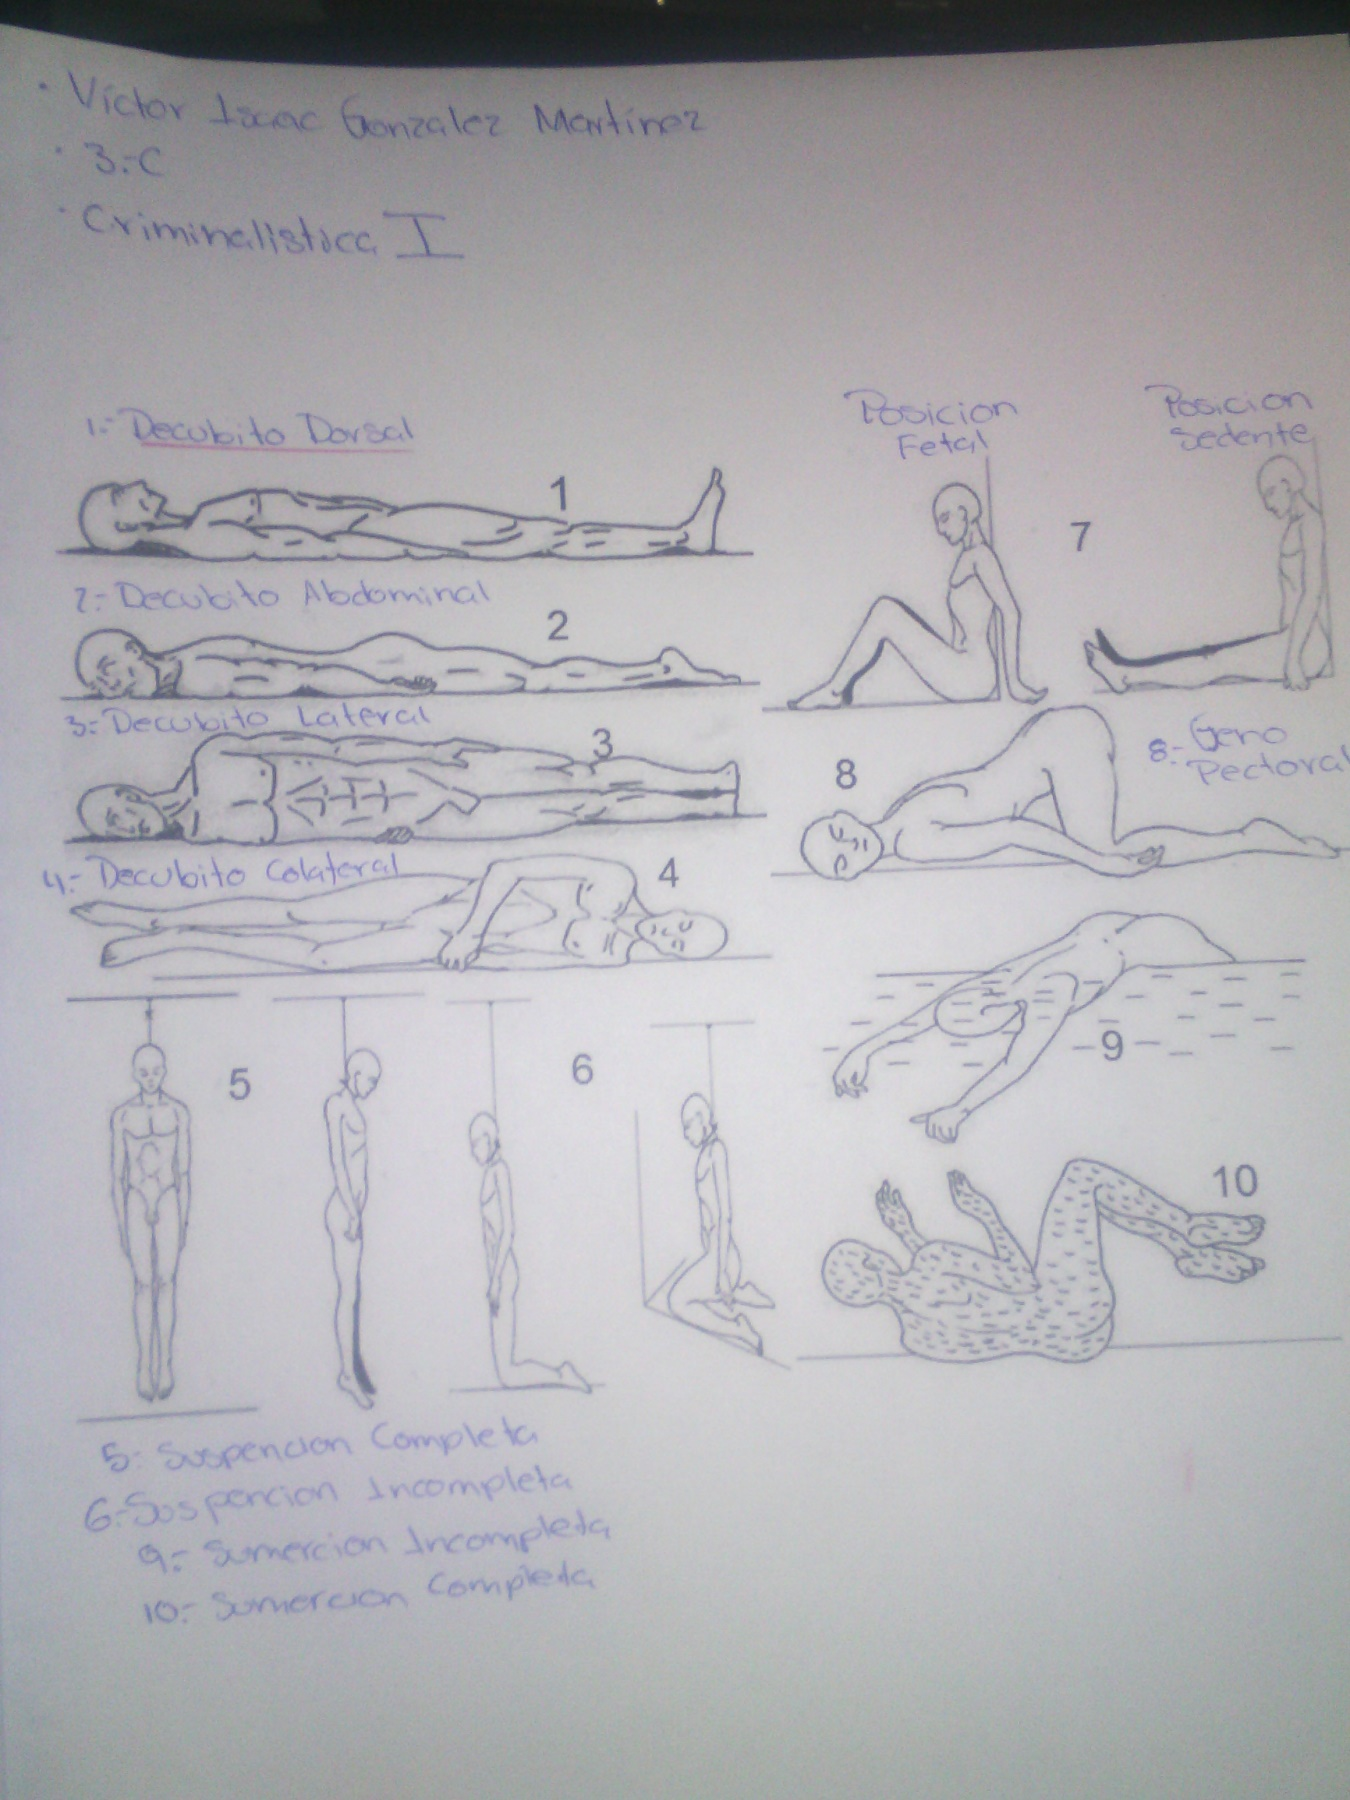 · Víctor Isaac Gonzalez Martínez
· 3.-C
· Criminalistica I
1.- Decubito Dorsal
1
2.- Decubito Abdominal
2
3.- Decubito Lateral
3
4.- Decubito Colateral
4
Posicion
Fetal
Posicion
Sedente
7
8
8.- Geno
Pectoral
5
6
9
10
5.- Suspencion Completa
6.- Suspencion Incompleta
9.- Sumercion Incompleta
10.- Sumercion Completa